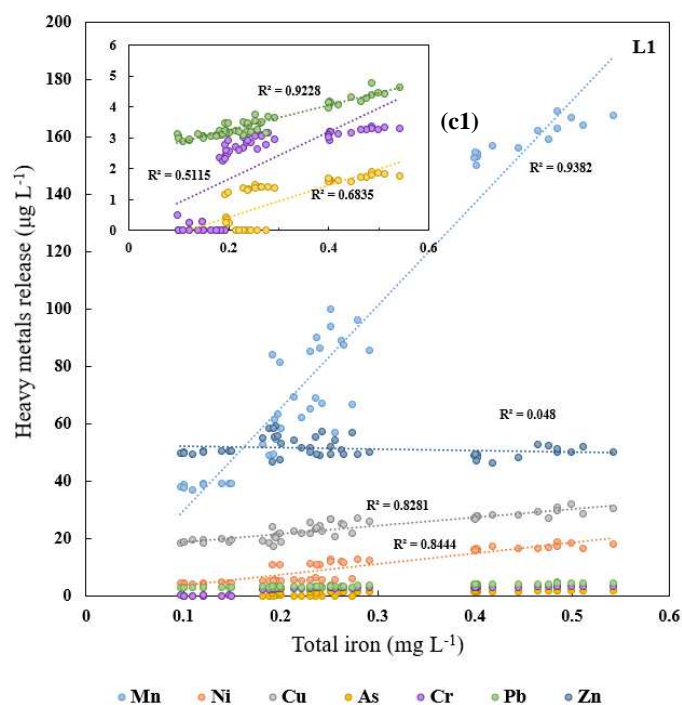 200
L1
180
160
140
120
100
80
60
40
20
0
6
5
4
3
2
1
0
R² = 0.9228
R² = 0.5115
R² = 0.6835
0 0.2 0.4 0.6
(c1)
R² = 0.9382
R² = 0.048
R² = 0.8281
R² = 0.8444
Heavy metals release (µg L⁻¹)
0 0.1 0.2 0.3 0.4 0.5 0.6
Total iron (mg L⁻¹)
Mn Ni Cu As Cr Pb Zn